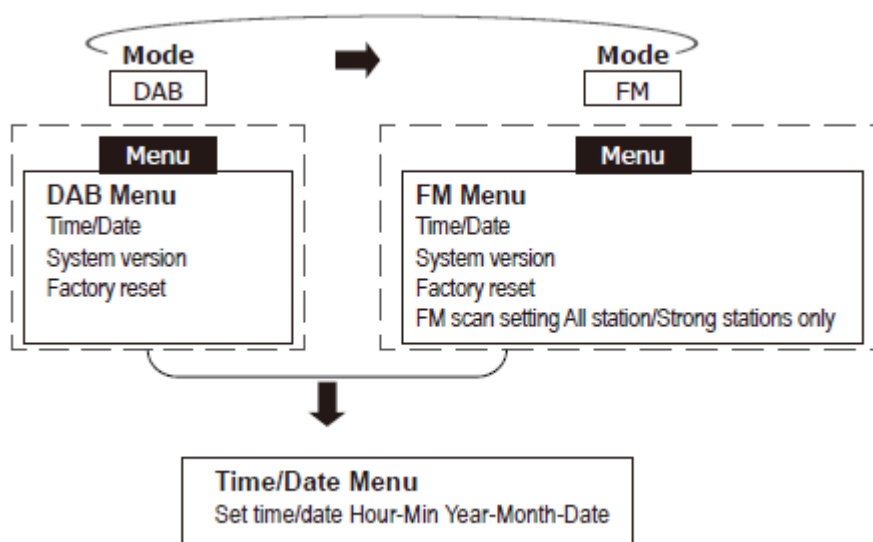 Mode
DAB
Mode
FM
Menu
DAB Menu
Time/Date
System version
Factory reset
Menu
FM Menu
Time/Date
System version
Factory reset
FM scan setting All station/Strong stations only
Time/Date Menu
Set time/date Hour-Min Year-Month-Date